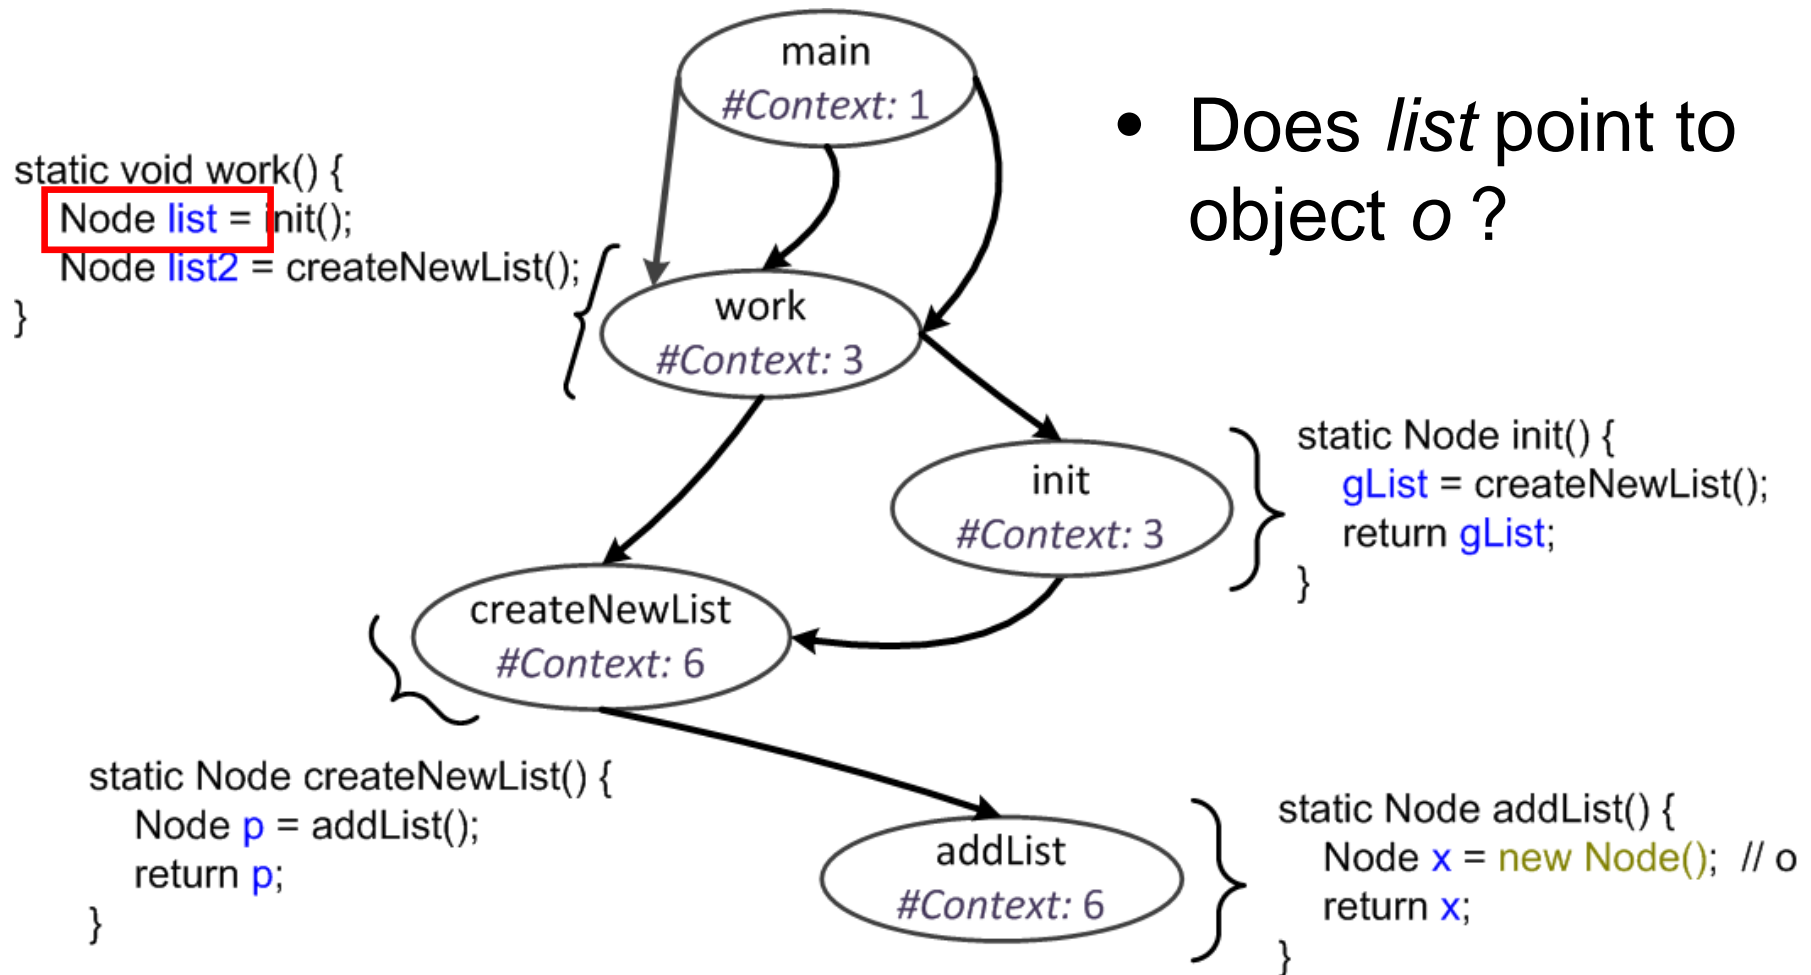 main
#Context: 1
• Does list point to
object o ?
static void work() {
Node list = init();
Node list2 = createNewList();
}
work
#Context: 3
static Node init() {
gList = createNewList();
return gList;
}
init
#Context: 3
createNewList
#Context: 6
static Node createNewList() {
Node p = addList();
return p;
}
addList
#Context: 6
static Node addList() {
Node x = new Node(); // o
return x;
}